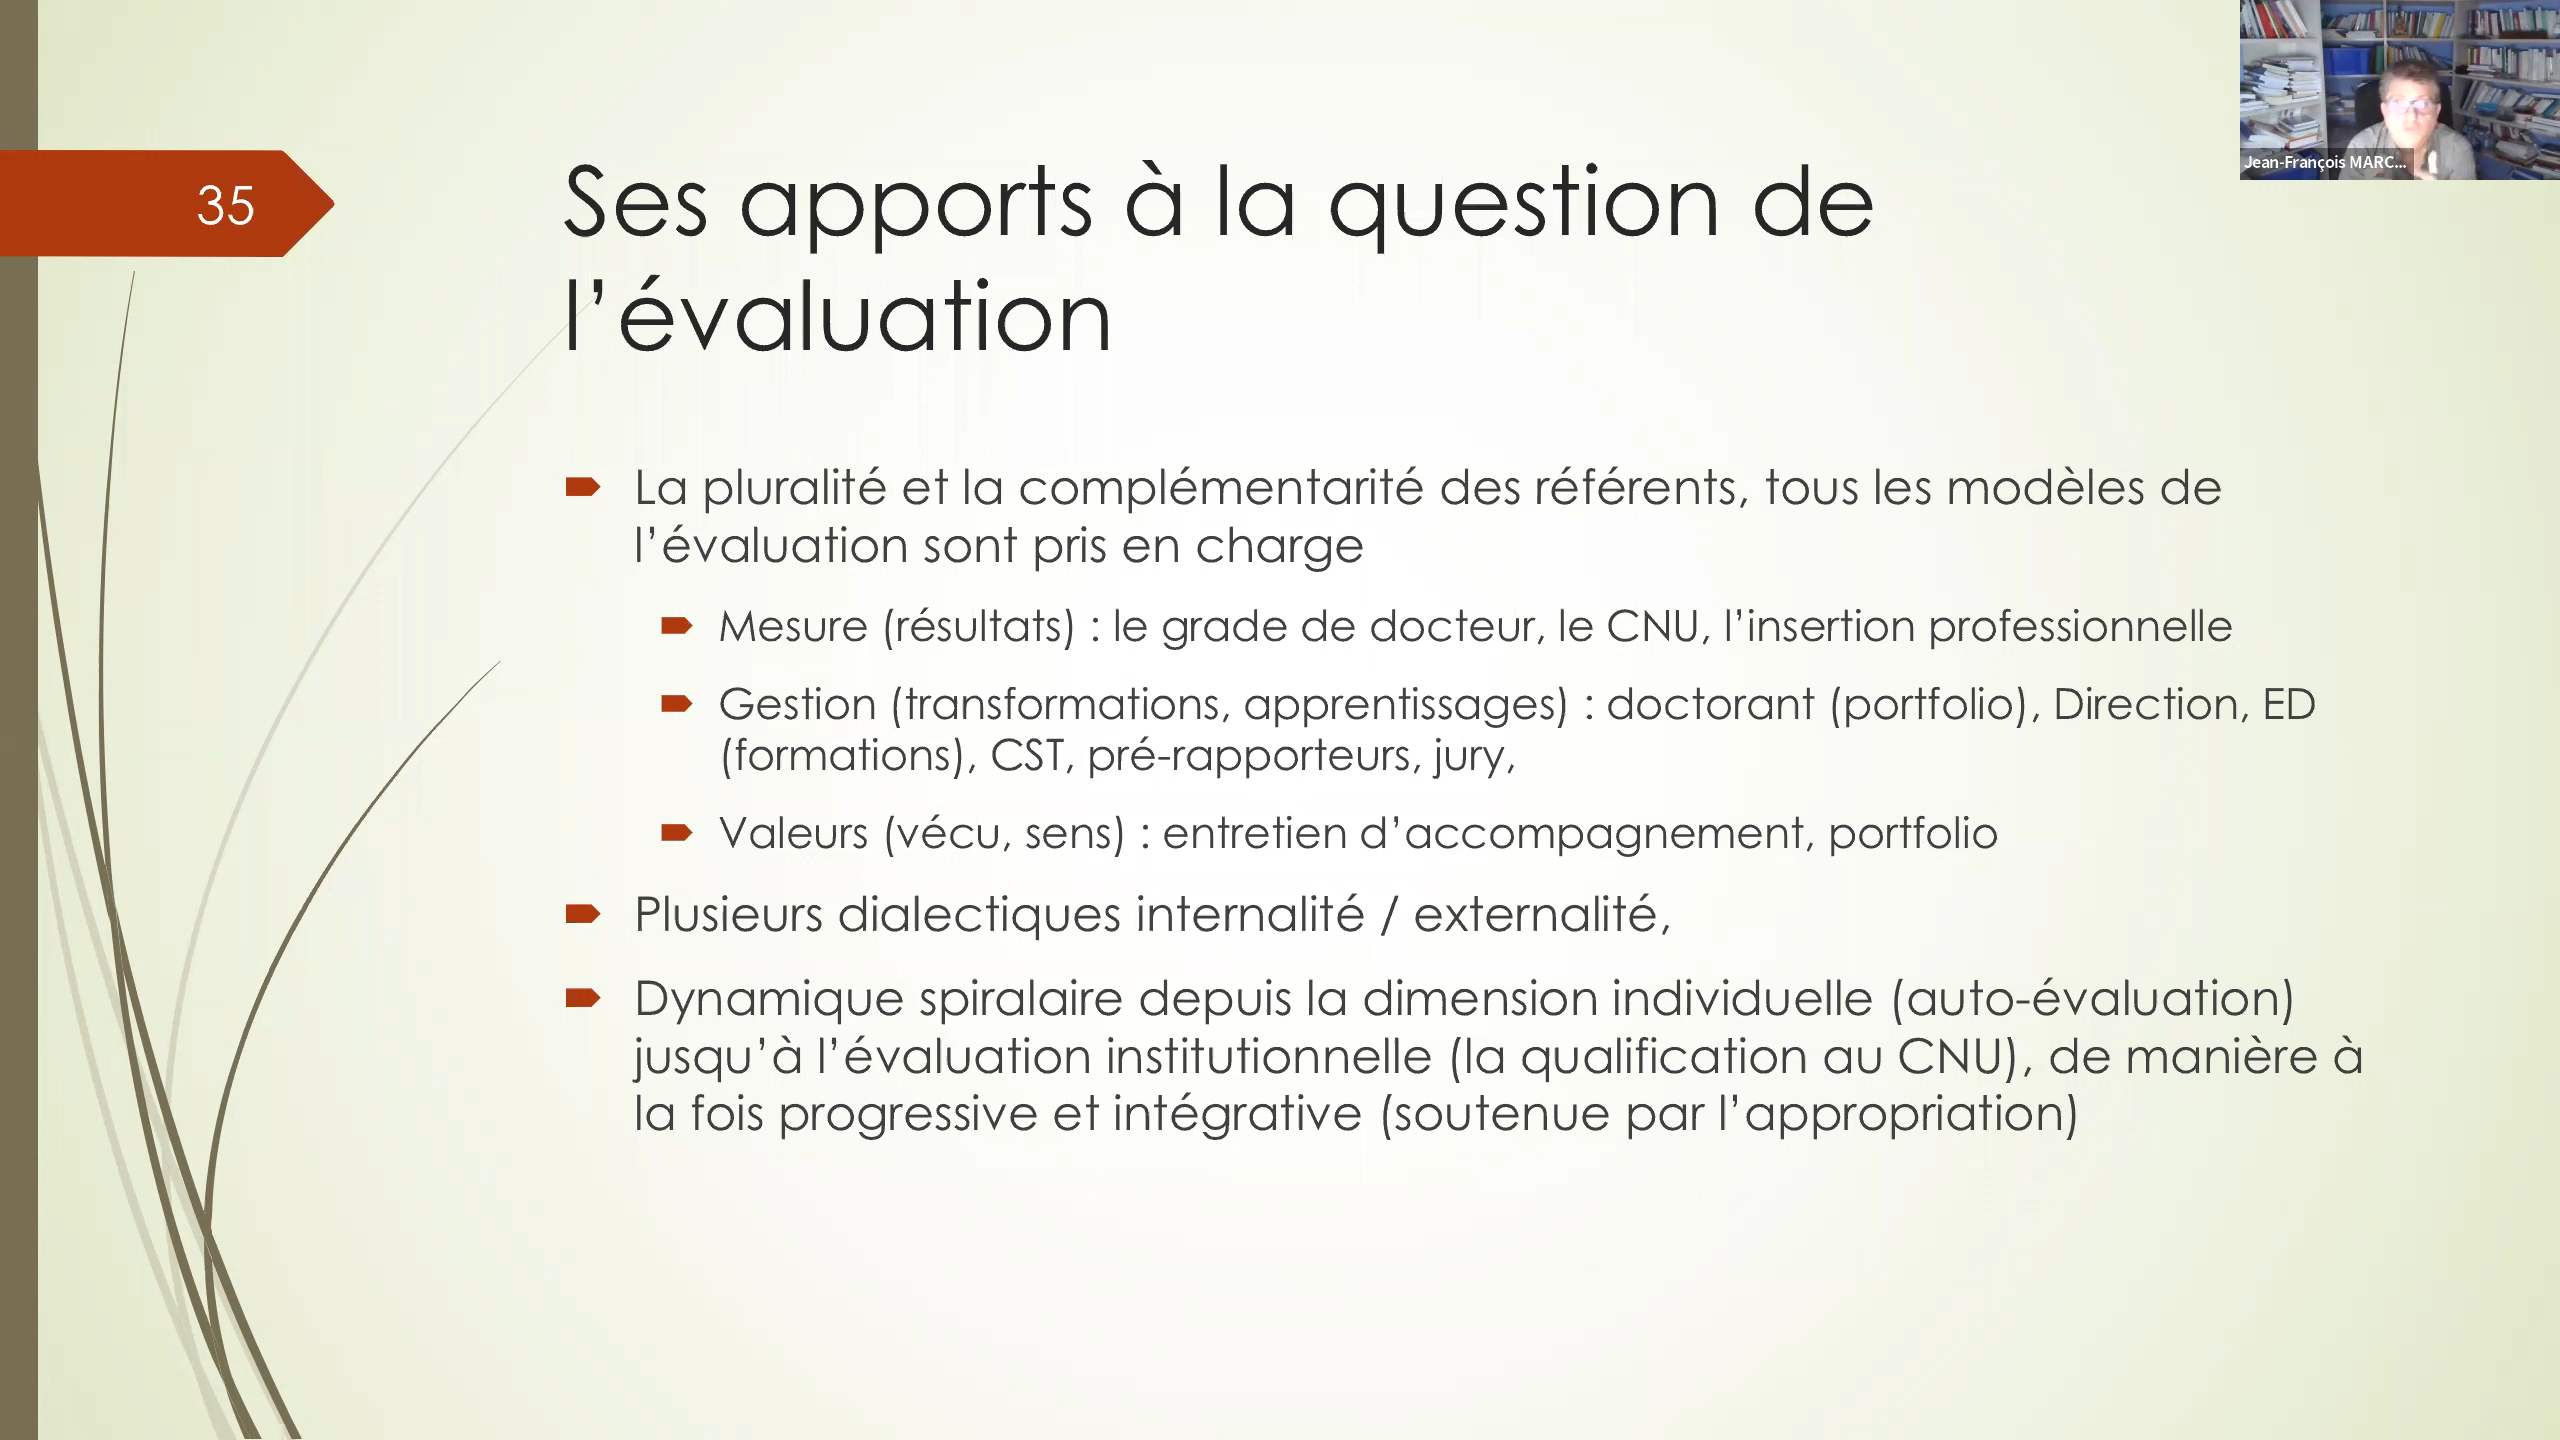 35
Ses apports à la question de
l’évaluation
La pluralité et la complémentarité des référents, tous les modèles de
l’évaluation sont pris en charge
Mesure (résultats) : le grade de docteur, le CNU, l’insertion professionnelle
Gestion (transformations, apprentissages) : doctorant (portfolio), Direction, ED
(formations), CST, pré-rapporteurs, jury,
Valeurs (vécu, sens) : entretien d’accompagnement, portfolio
Plusieurs dialectiques internalité / externalité,
Dynamique spiralaire depuis la dimension individuelle (auto-évaluation)
jusqu’à l’évaluation institutionnelle (la qualification au CNU), de manière à
la fois progressive et intégrative (soutenue par l’appropriation)
Jean-François MARC...